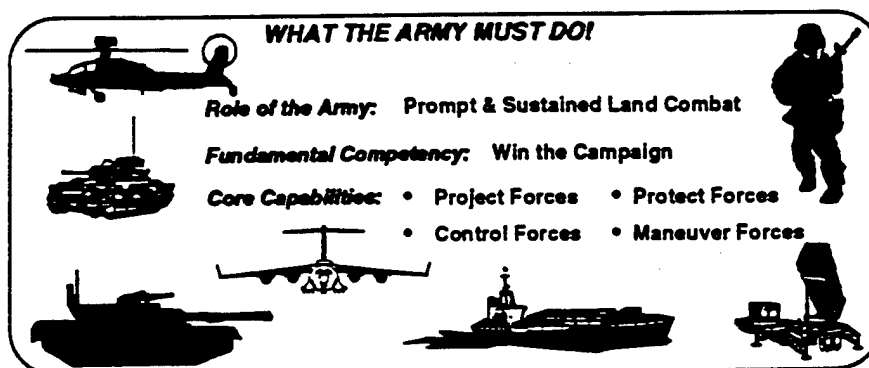 WHAT THE ARMY MUST DO!
Role of the Army: Prompt & Sustained Land Combat
Fundamental Competency: Win the Campaign
Core Capabilities: • Project Forces • Protect Forces
• Control Forces • Maneuver Forces